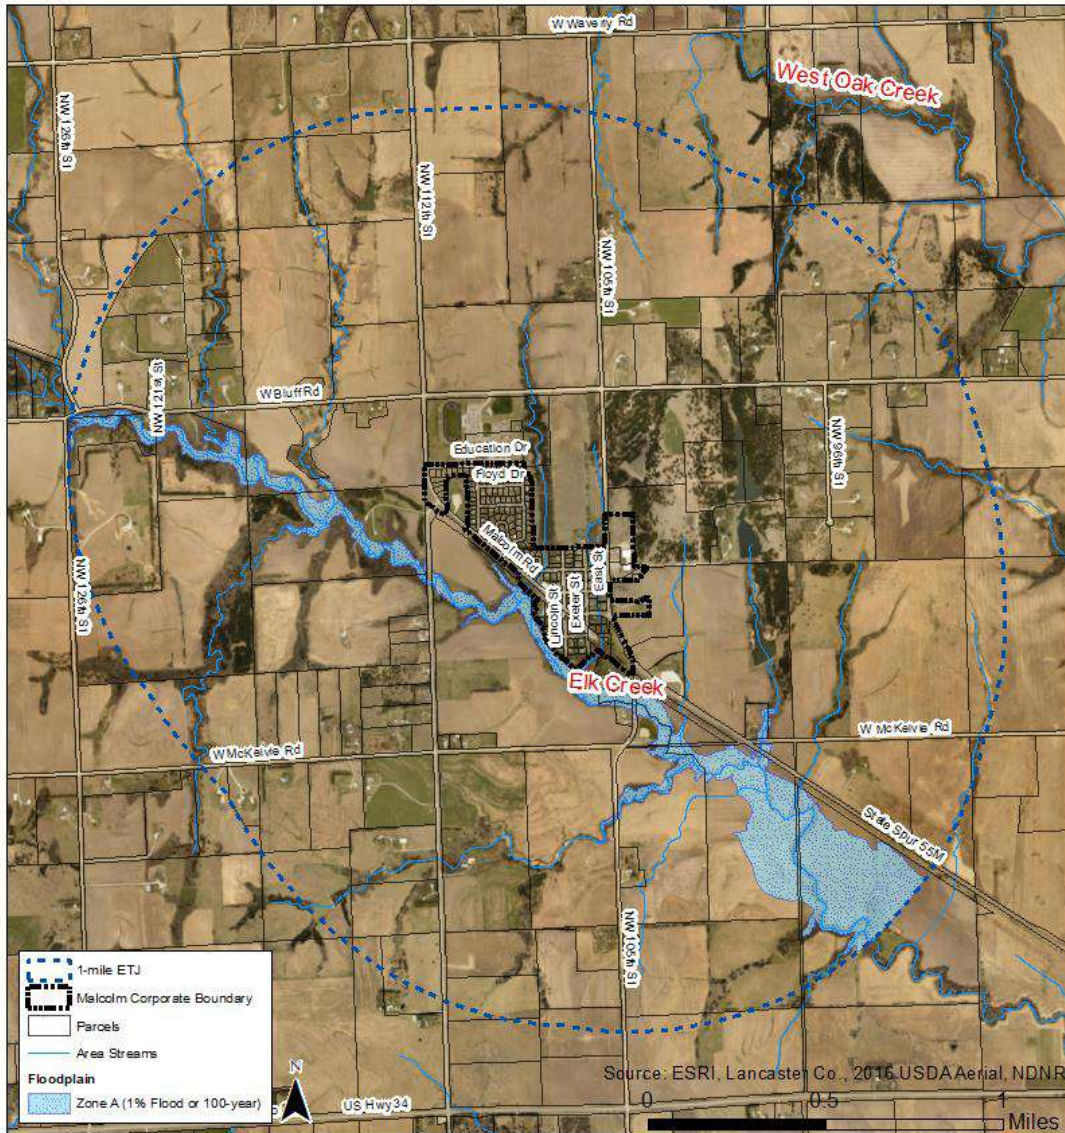 W Waverly Rd
West Oak Creek
NW 126th St
NW 112th St
NW 105th St
NW 121st St
W Bluff Rd
NW 96th St
Education Dr
Floyd Dr
Malcolm Rd
Lincoln St
Exeter St
East St
NW 126th St
Elk Creek
W McKelvie Rd
W McKelvie Rd
State Spur 55M
NW 105th St
1-mile ETJ
Malcolm Corporate Boundary
Parcels
Area Streams
Floodplain
Zone A (1% Flood or 100-year)
N
US Hwy 34
Source: ESRI, Lancaster Co., 2016 USDA Aerial, NDNR
0 0.5 1
Miles